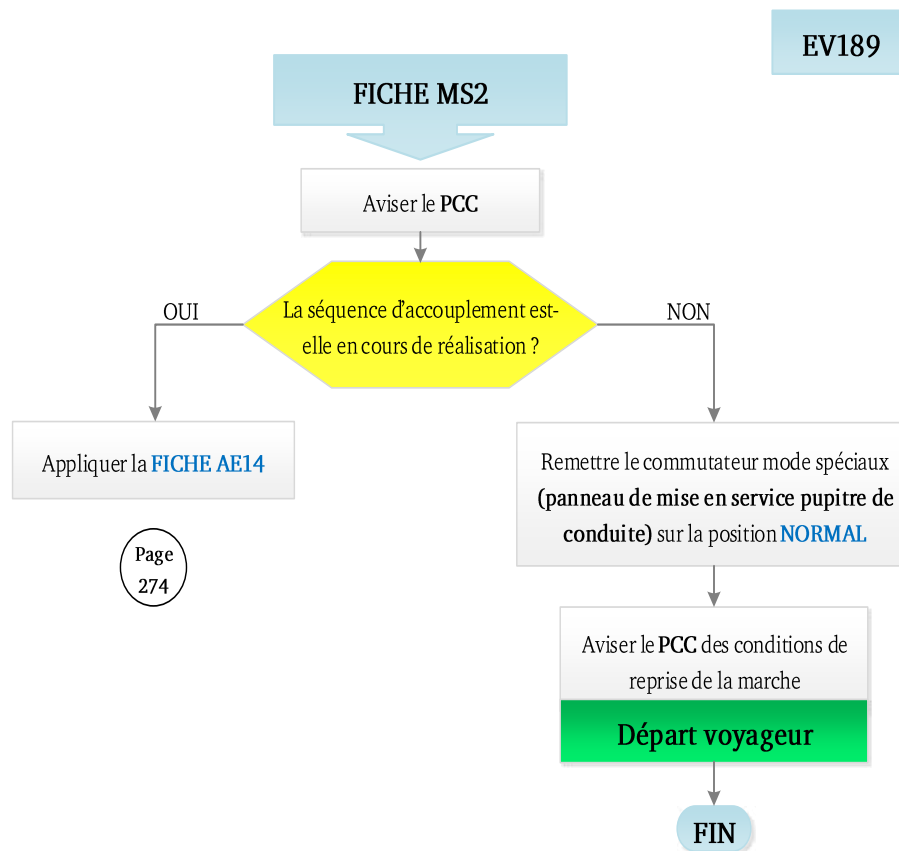 EV189
FICHE MS2
Aviser le PCC
La séquence d'accouplement est-
elle en cours de réalisation ?
OUI
NON
Appliquer la FICHE AE14
Page
274
Remettre le commutateur mode spéciaux
(panneau de mise en service pupitre de
conduite) sur la position NORMAL
Aviser le PCC des conditions de
reprise de la marche
Départ voyageur
FIN